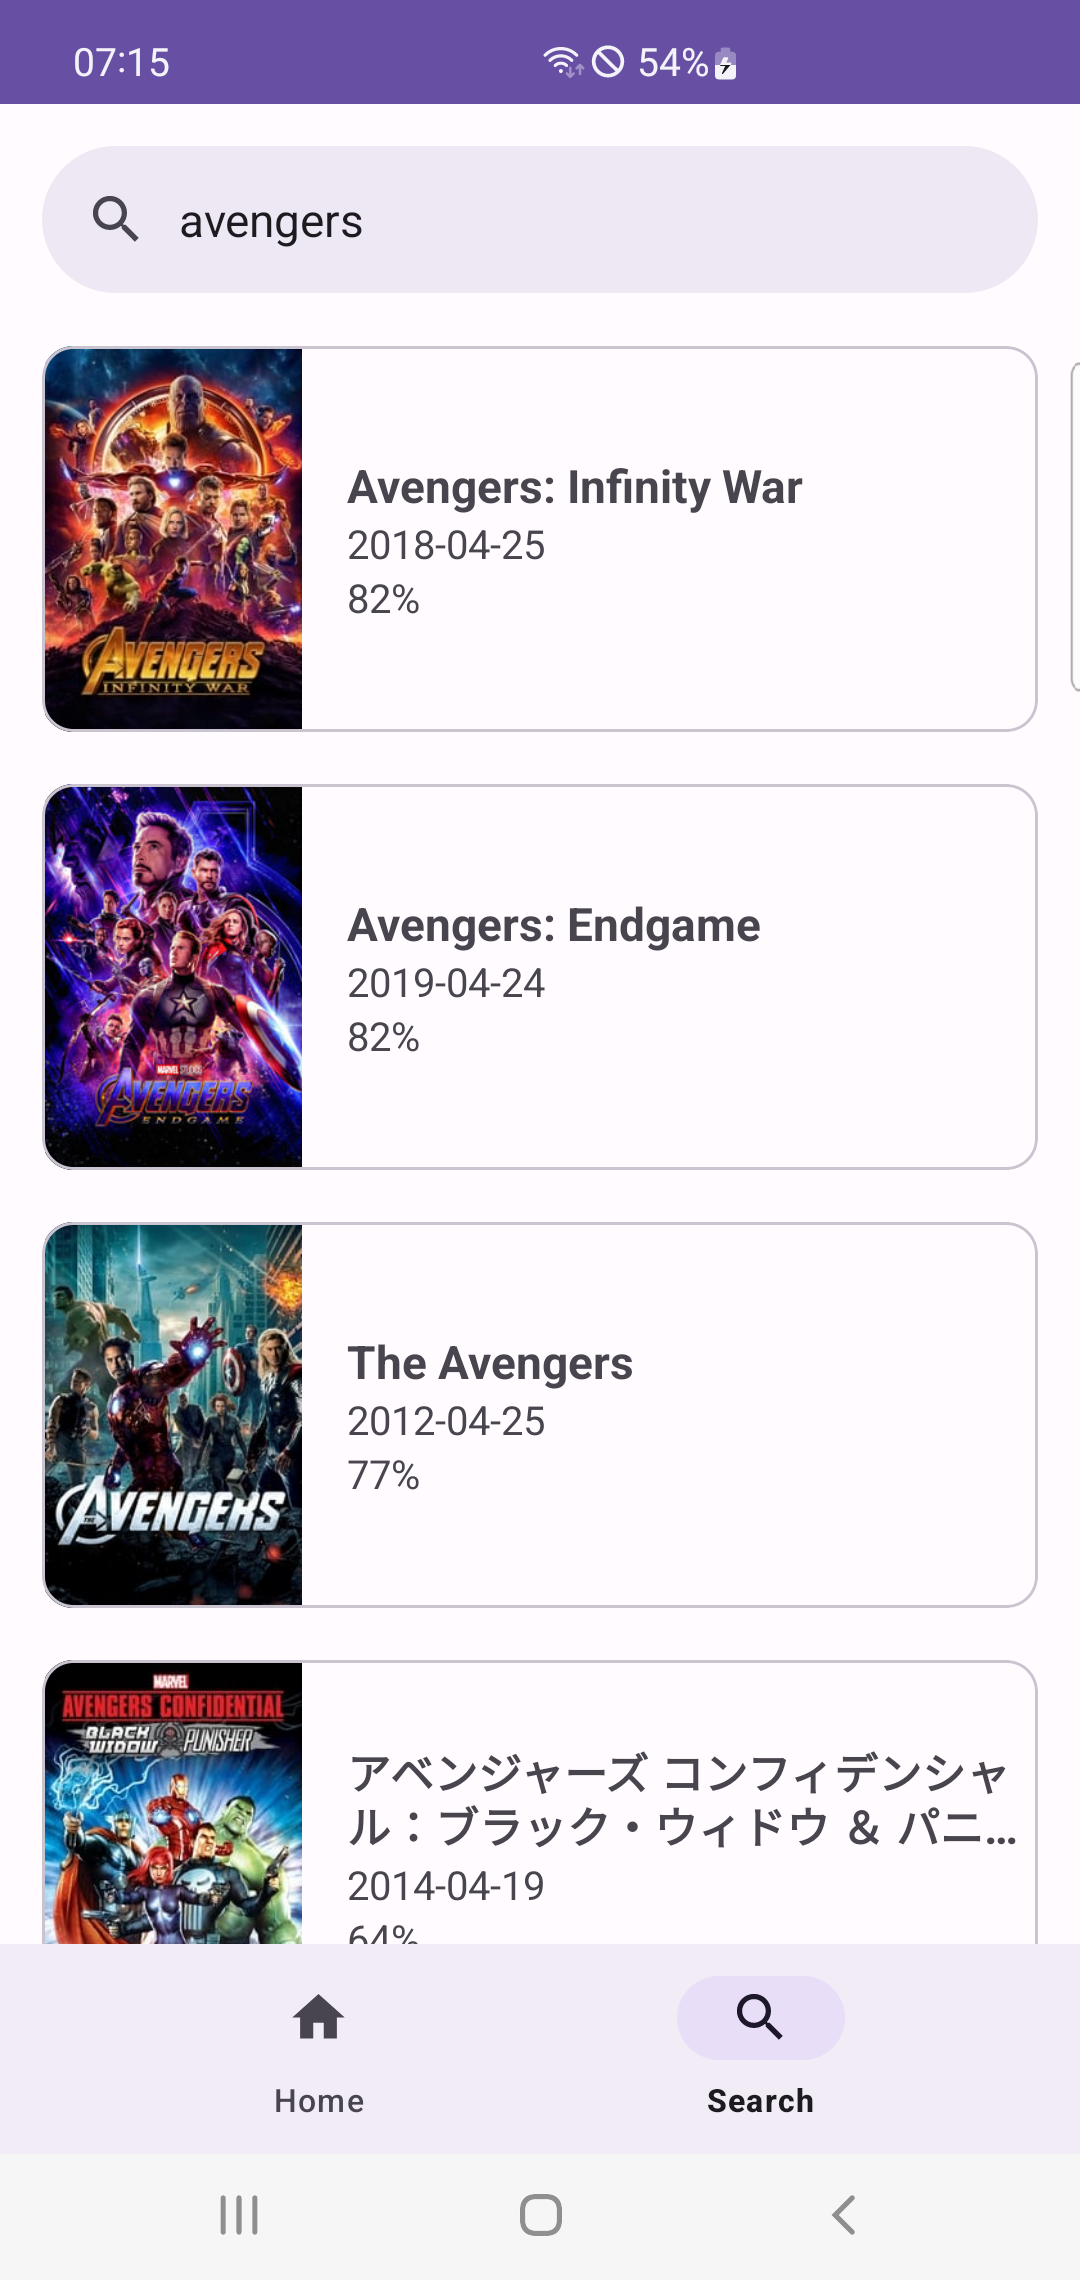 07:15
54%
avengers
AVENGERS
INFINITY WAR
Avengers: Infinity War
2018-04-25
82%
MARVEL STUDIOS
AVENGERS
ENDGAME
Avengers: Endgame
2019-04-24
82%
THE
AVENGERS
The Avengers
2012-04-25
77%
MARVEL
AVENGERS CONFIDENTIAL
BLACK WIDOW PUNISHER
アベンジャーズ コンフィデンシャ
ル：ブラック・ウィドウ ＆ パニ…
2014-04-19
64%
Home
Search